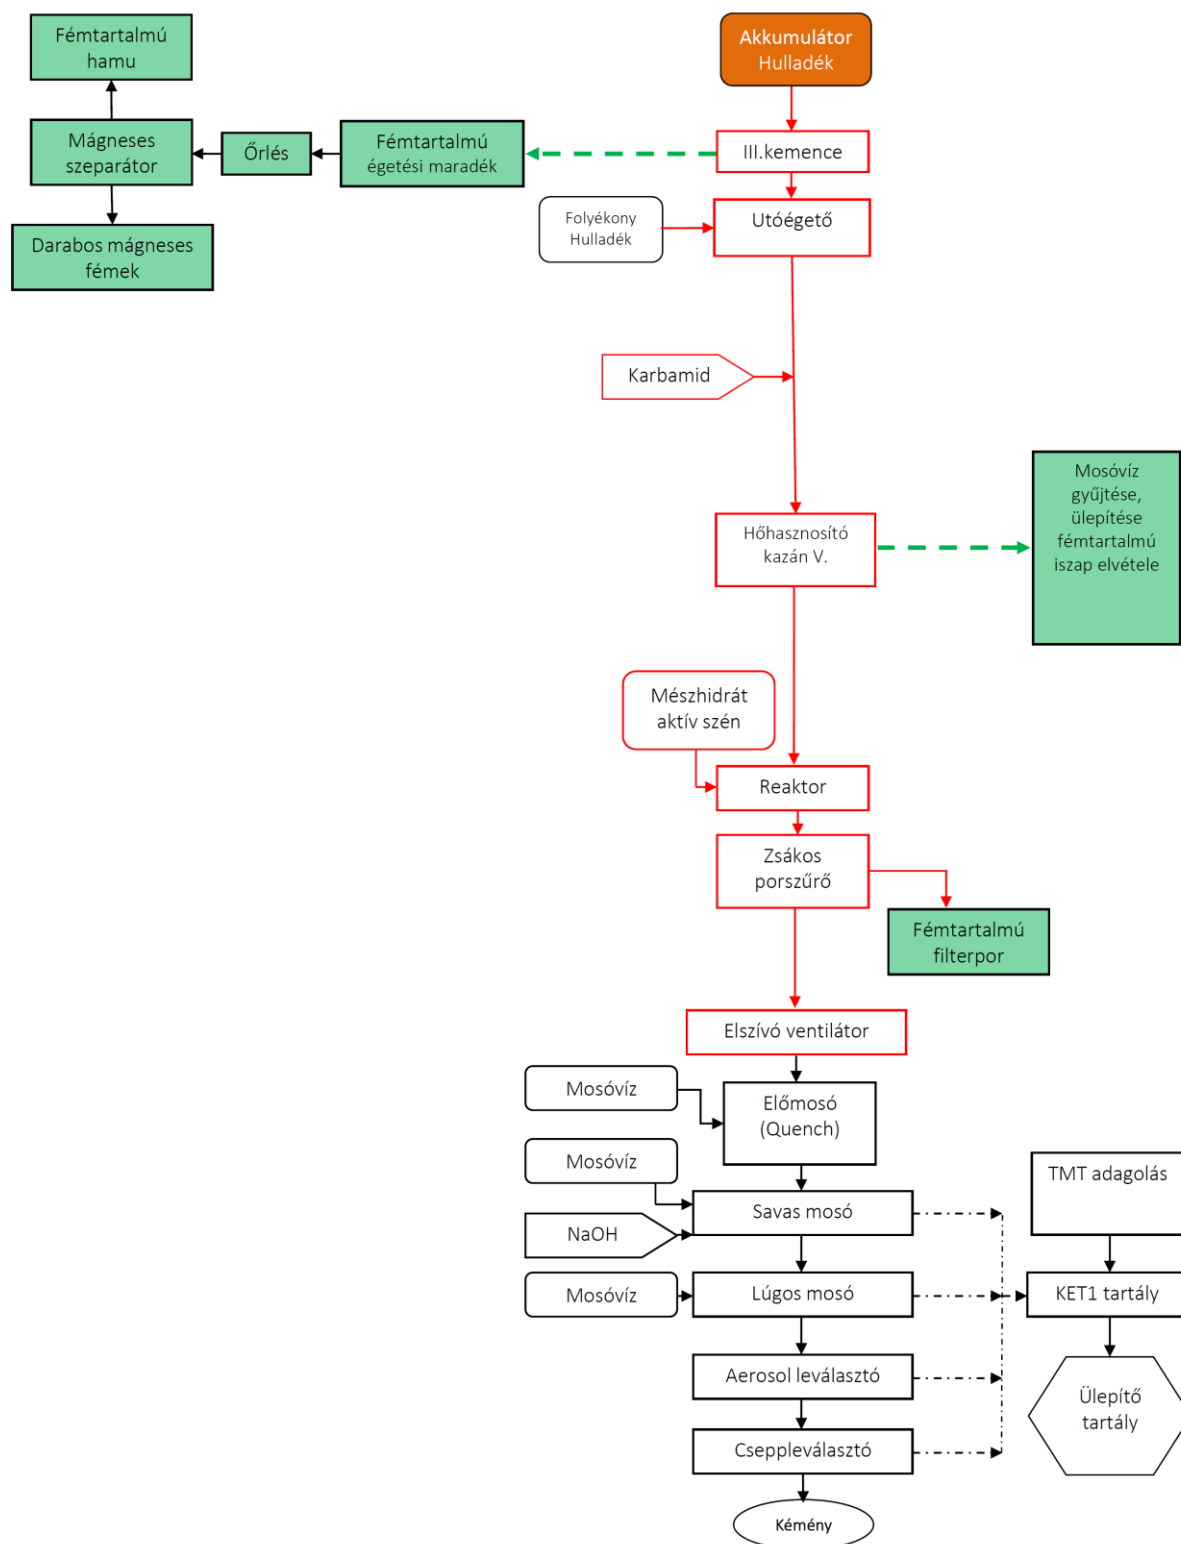 Fémtartalmú
hamu
Akkumulátor
Hulladék
Mágneses
szeparátor
Őrlés
Fémtartalmú
égetési maradék
III.kemence
Darabos mágneses
fémek
Folyékony
Hulladék
Utóégető
Karbamid
Mosóvíz
gyűjtése,
ülepítése
fémtartalmú
iszap elvétele
Hőhasznosító
kazán V.
Mészhidrát
aktív szén
Reaktor
Zsákos
porszűrő
Fémtartalmú
filterpor
Elszívó ventilátor
Mosóvíz
Előmosó
(Quench)
Mosóvíz
TMT adagolás
Savas mosó
NaOH
Mosóvíz
Lúgos mosó
KET1 tartály
Aerosol leválasztó
Ülepítő
tartály
Cseppleválasztó
Kémény